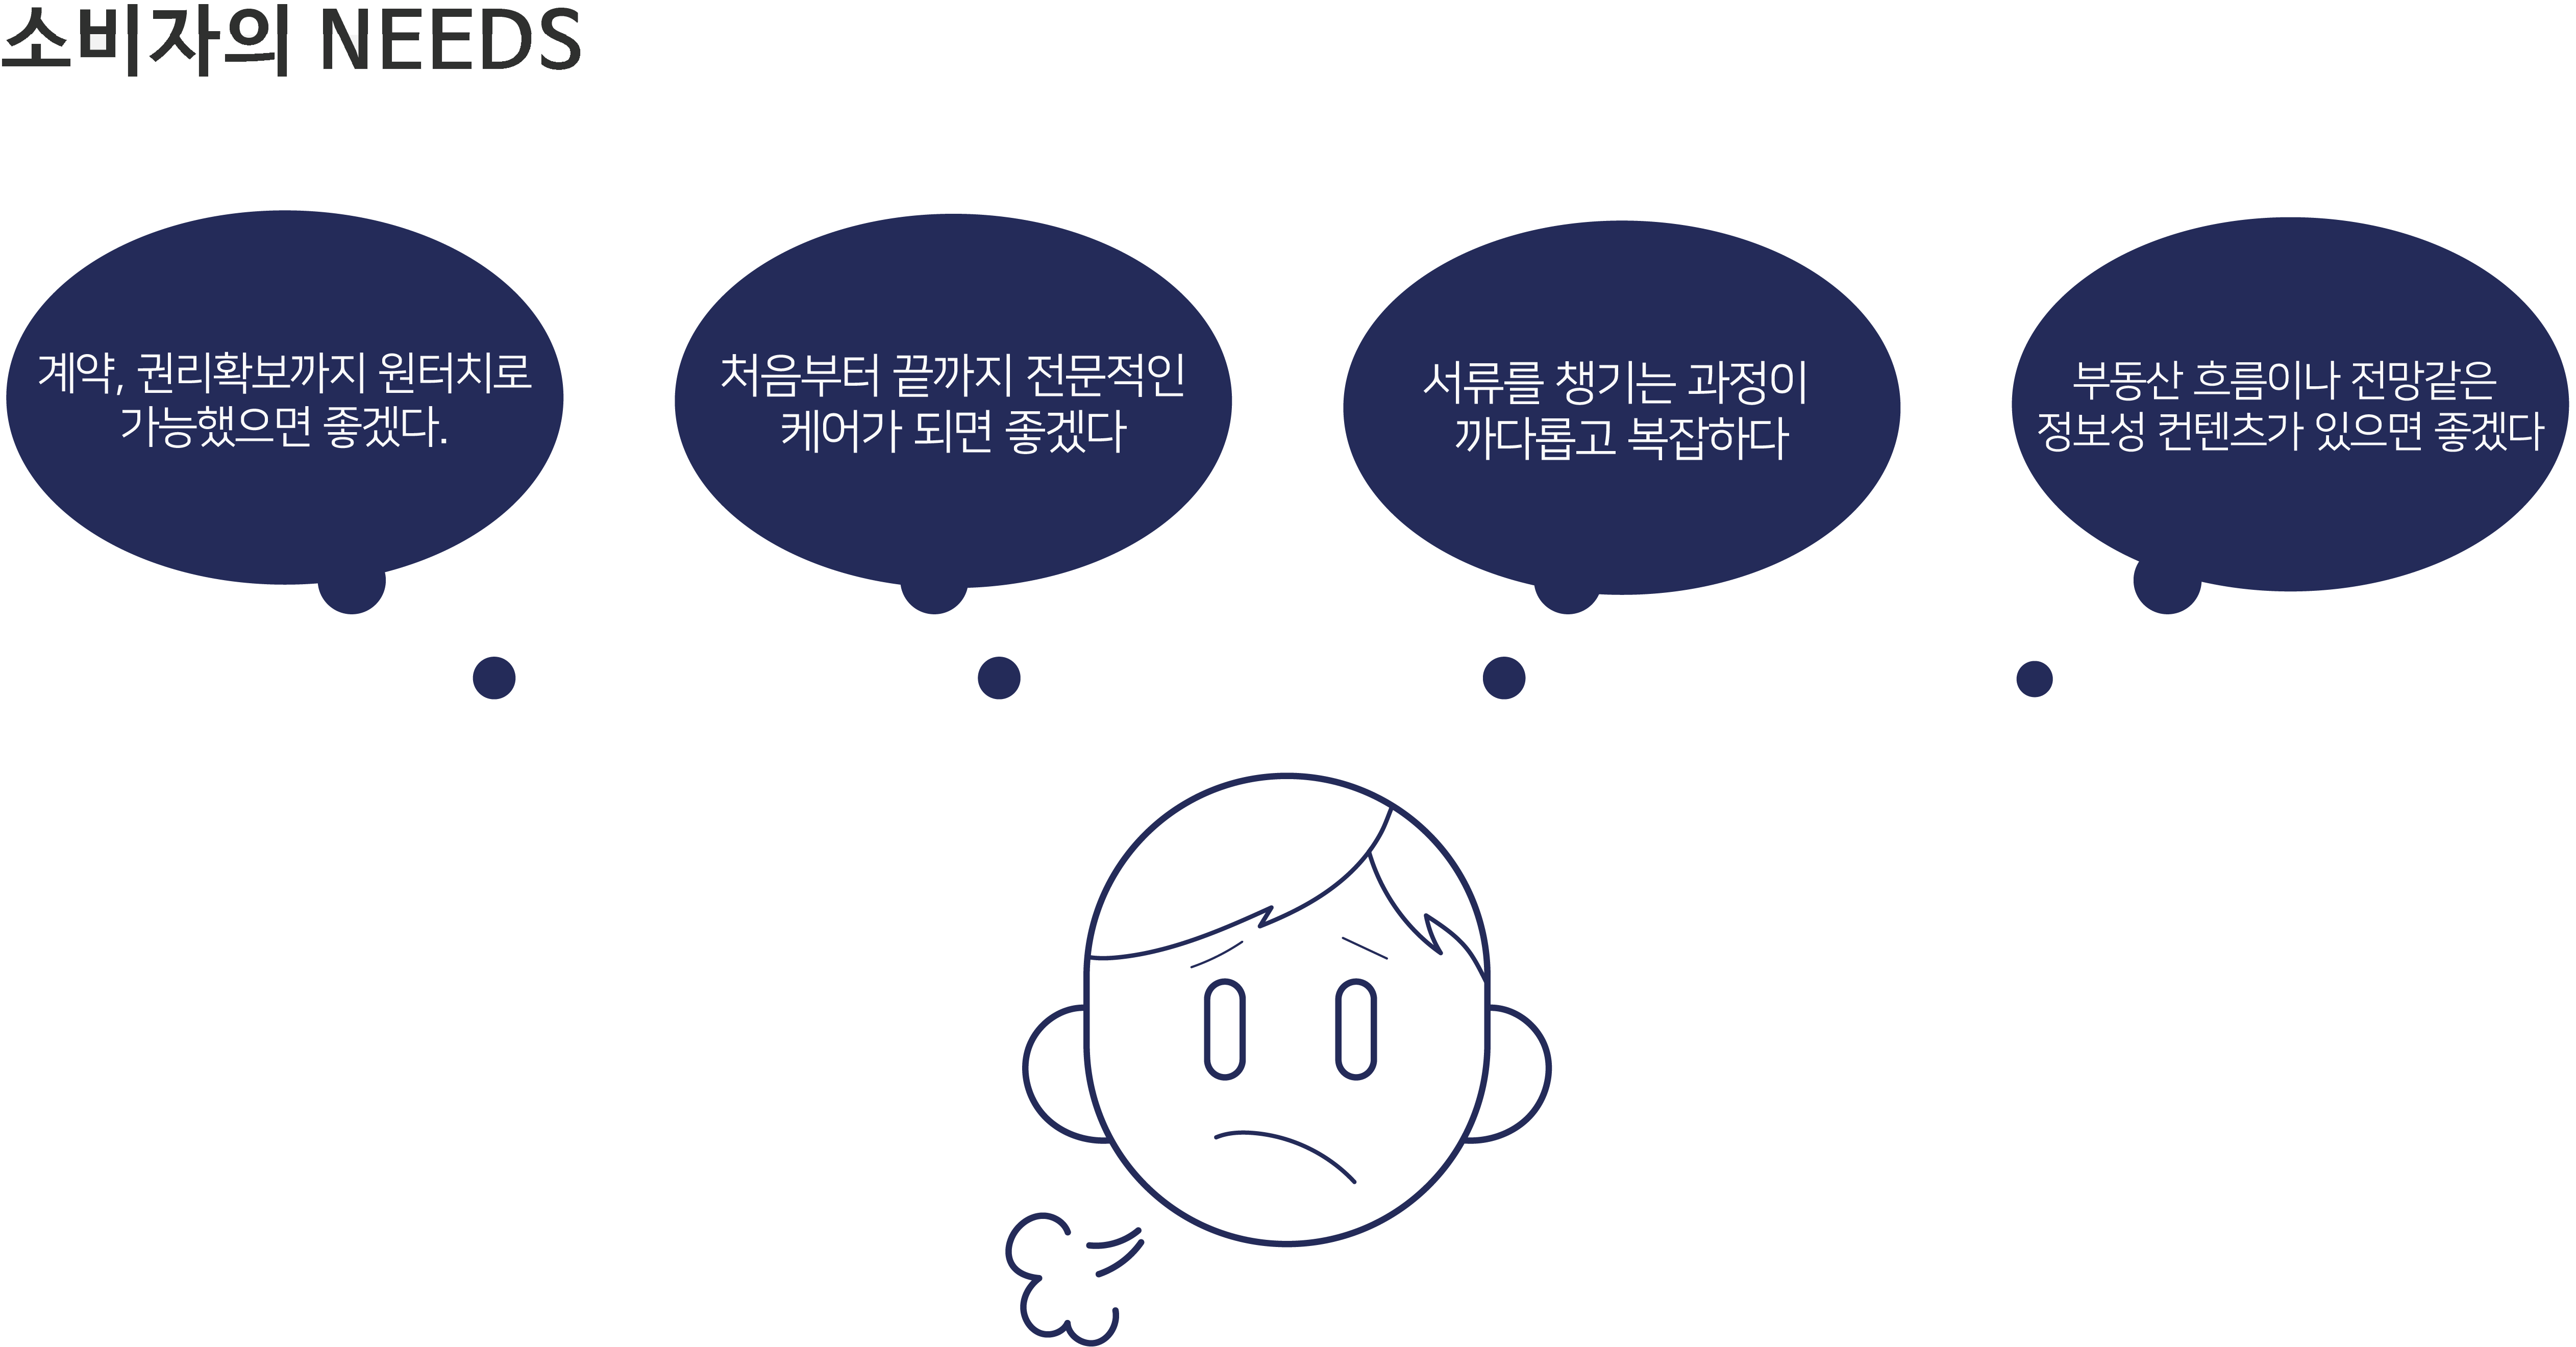 소비자의 NEEDS
계약, 권리확보까지 원터치로
가능했으면 좋겠다.
처음부터 끝까지 전문적인
케어가 되면 좋겠다
서류를 챙기는 과정이
까다롭고 복잡하다
부동산 흐름이나 전망같은
정보성 컨텐츠가 있으면 좋겠다